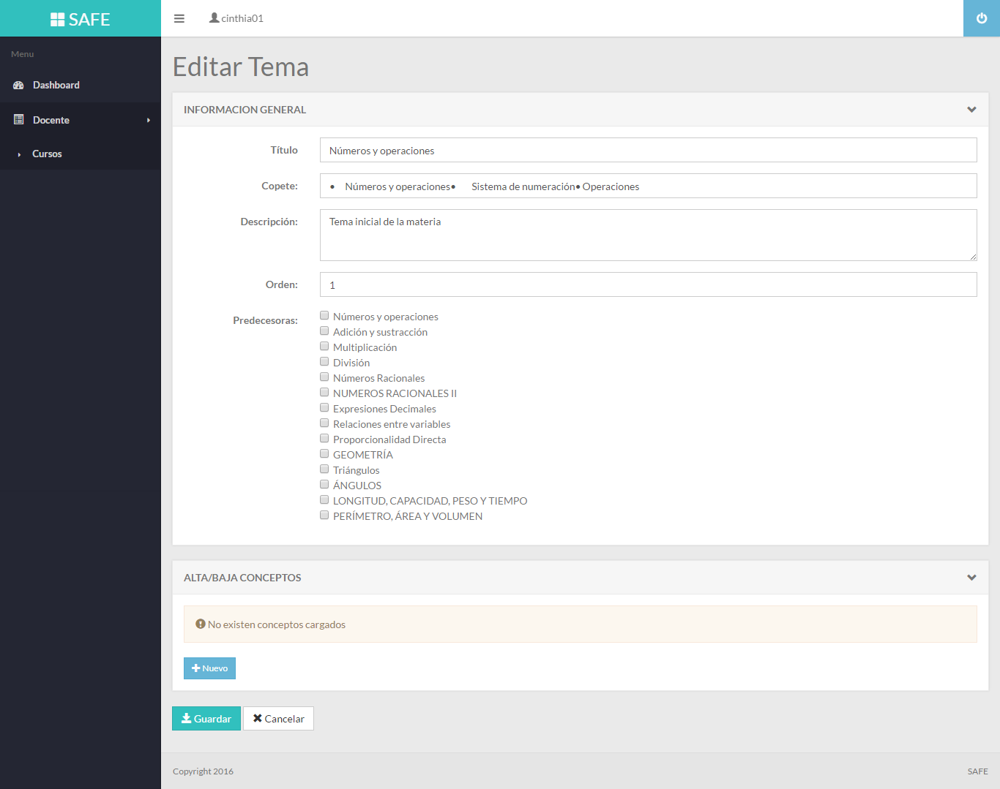 SAFE
cinthia01
Menu
Dashboard
Docente
Cursos
Editar Tema
INFORMACION GENERAL
Título
Números y operaciones
Copete:
• Números y operaciones• Sistema de numeración• Operaciones
Descripción:
Tema inicial de la materia
Orden:
1
Predecesoras:
Números y operaciones
Adición y sustracción
Multiplicación
División
Números Racionales
NUMEROS RACIONALES II
Expresiones Decimales
Relaciones entre variables
Proporcionalidad Directa
GEOMETRÍA
Triángulos
ÁNGULOS
LONGITUD, CAPACIDAD, PESO Y TIEMPO
PERÍMETRO, ÁREA Y VOLUMEN
ALTA/BAJA CONCEPTOS
No existen conceptos cargados
Nuevo
Guardar Cancelar
Copyright 2016 SAFE